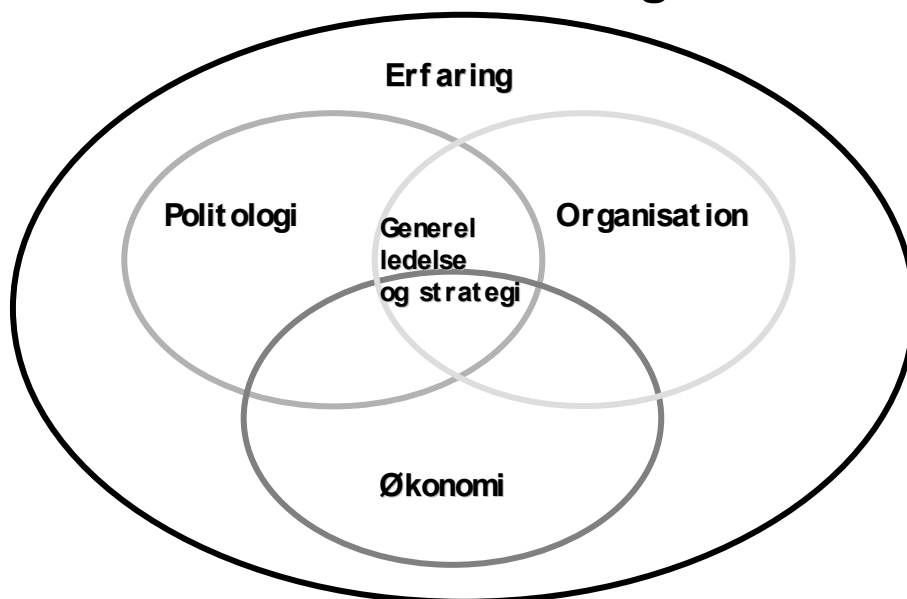 Erfaring
Politologi
Organisation
Generel
ledelse
og strategi
Økonomi